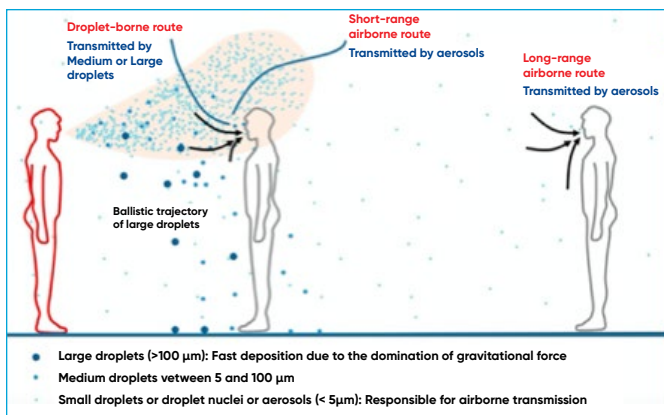 Droplet-borne route
Transmitted by
Medium or Large
droplets
Short-range
airborne route
Transmitted by aerosols
Long-range
airborne route
Transmitted by aerosols
Ballistic trajectory
of large droplets
Large droplets (>100 μm): Fast deposition due to the domination of gravitational force
Medium droplets vetween 5 and 100 μm
Small droplets or droplet nuclei or aerosols (< 5μm): Responsible for airborne transmission